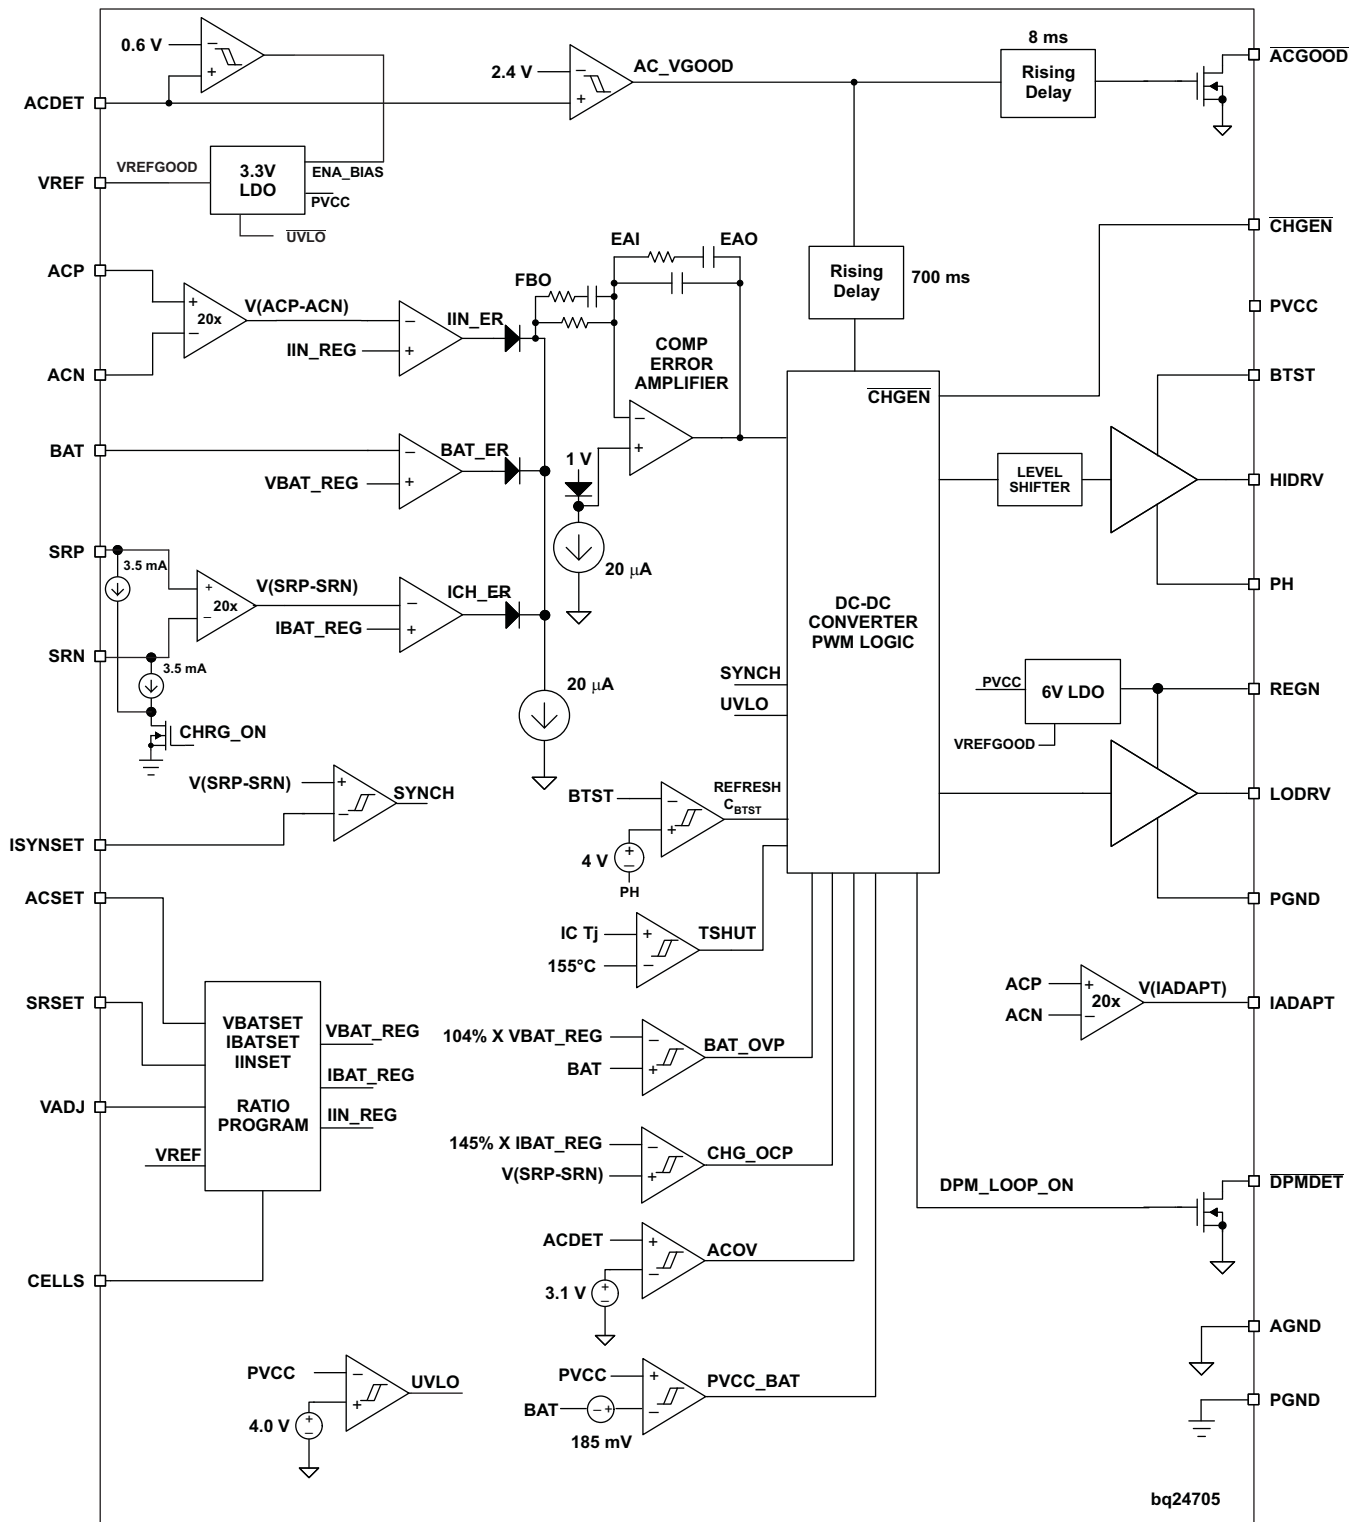 0.6 V
−
+
2.4 V
−
+
AC_VGOOD
8 ms
Rising
Delay
ACGOOD
ACDET
VREFGOOD
3.3V
LDO
ENA_BIAS
PVCC
UVLO
VREF
CHGEN
EAI
EAO
FBO
Rising
Delay
700 ms
ACP
+
−
20x
V(ACP-ACN)
−
+
IIN_ER
IIN_REG
ACN
COMP
ERROR
AMPLIFIER
−
+
PVCC
BTST
CHGEN
BAT
−
+
BAT_ER
VBAT_REG
1 V
20 µA
LEVEL
SHIFTER
HIDRV
SRP
3.5 mA
+
−
20x
V(SRP-SRN)
−
+
ICH_ER
IBAT_REG
PH
DC-DC
CONVERTER
PWM LOGIC
SRN
3.5 mA
20 µA
SYNCH
UVLO
PVCC
6V LDO
REGN
VREFGOOD
CHRG_ON
V(SRP-SRN)
+
−
SYNCH
BTST
−
+
REFRESH
CBTST
4 V
+
−
PH
LODRV
ISYNSET
ACSET
PGND
IC Tj
+
155°C
−
TSHUT
SRSET
VBATSET
IBATSET
IINSET
RATIO
PROGRAM
VBAT_REG
IBAT_REG
IIN_REG
ACP
+
ACN
−
20x
V(IADAPT)
IADAPT
104% X VBAT_REG
−
BAT
+
BAT_OVP
VADJ
VREF
145% X IBAT_REG
−
V(SRP-SRN)
+
CHG_OCP
DPM_LOOP_ON
DPMDET
ACDET
+
−
ACOV
3.1 V
+
−
CELLS
AGND
PVCC
−
+
UVLO
4.0 V
+
−
PVCC
+
BAT
− +
−
PVCC_BAT
185 mV
PGND
bq24705